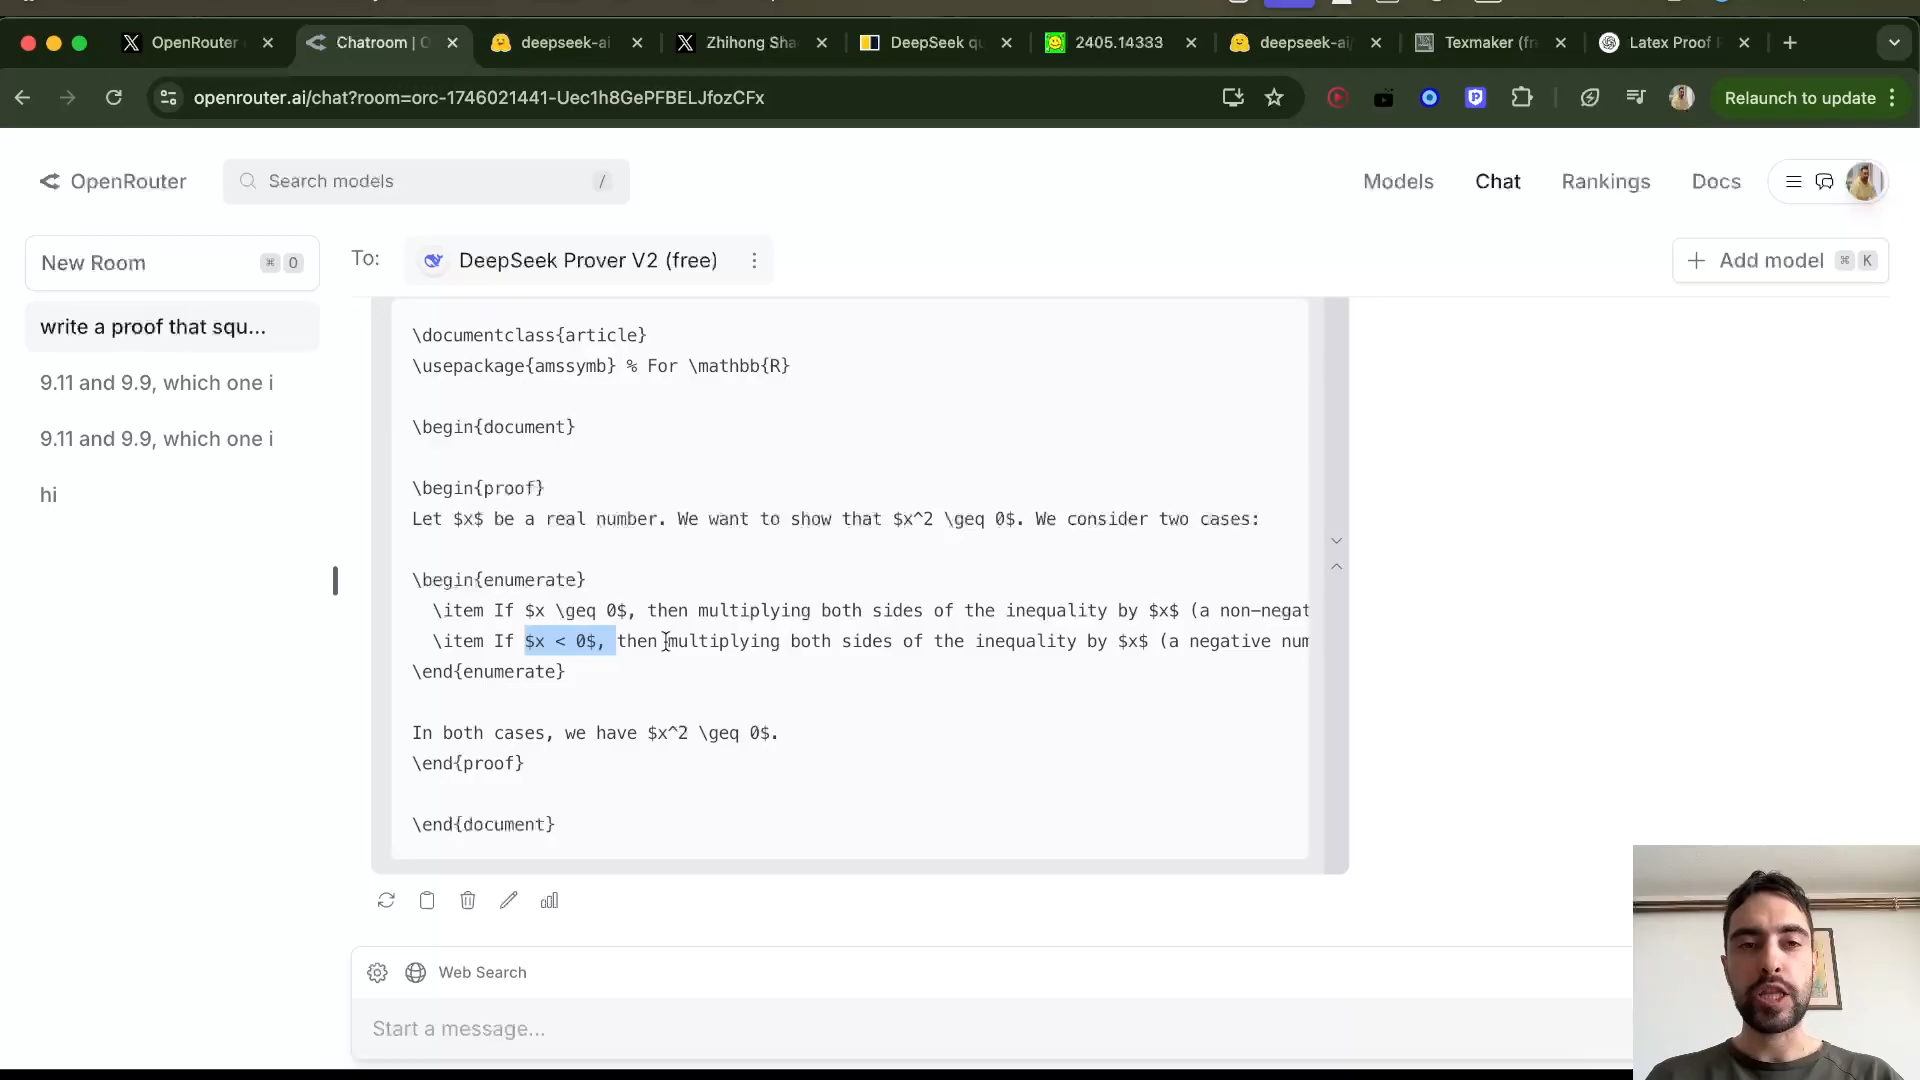 OpenRouter
Chatroom | O
deepseek-ai
Zhihong Sha
DeepSeek qu
2405.14333
deepseek-ai/
Texmaker (fr
Latex Proof
openrouter.ai/chat?room=orc-1746021441-Uec1h8GePFBELJfozCFx
Relaunch to update
OpenRouter
Search models
/
Models
Chat
Rankings
Docs
New Room
⌘ O
To:
DeepSeek Prover V2 (free)
Add model
⌘ K
write a proof that squ...
9.11 and 9.9, which one i
9.11 and 9.9, which one i
hi
\documentclass{article}
\usepackage{amssymb} % For \mathbb{R}
\begin{document}
\begin{proof}
Let $x$ be a real number. We want to show that $x^2 \geq 0$. We consider two cases:
\begin{enumerate}
\item If $x \geq 0$, then multiplying both sides of the inequality by $x$ (a non-negat
\item If $x < 0$, then multiplying both sides of the inequality by $x$ (a negative num
\end{enumerate}
In both cases, we have $x^2 \geq 0$.
\end{proof}
\end{document}
Web Search
Start a message...